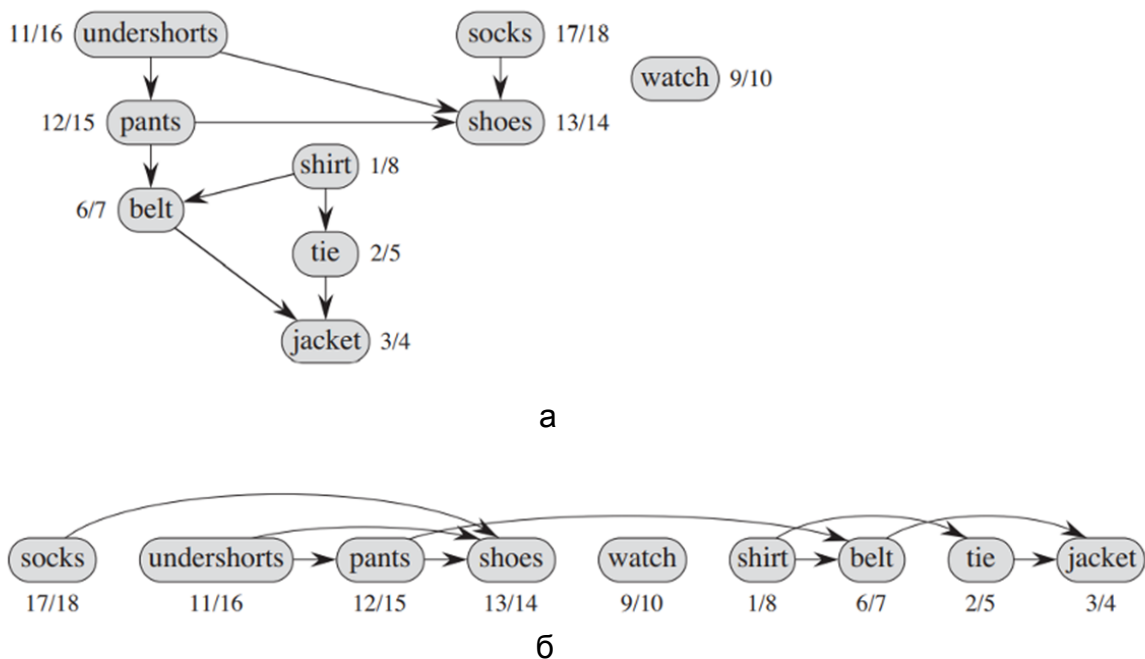 11/16 undershorts socks 17/18
watch 9/10
12/15 pants shoes 13/14
shirt 1/8
6/7 belt
tie 2/5
jacket 3/4
а
socks undershorts pants shoes watch shirt belt tie jacket
17/18 11/16 12/15 13/14 9/10 1/8 6/7 2/5 3/4
б